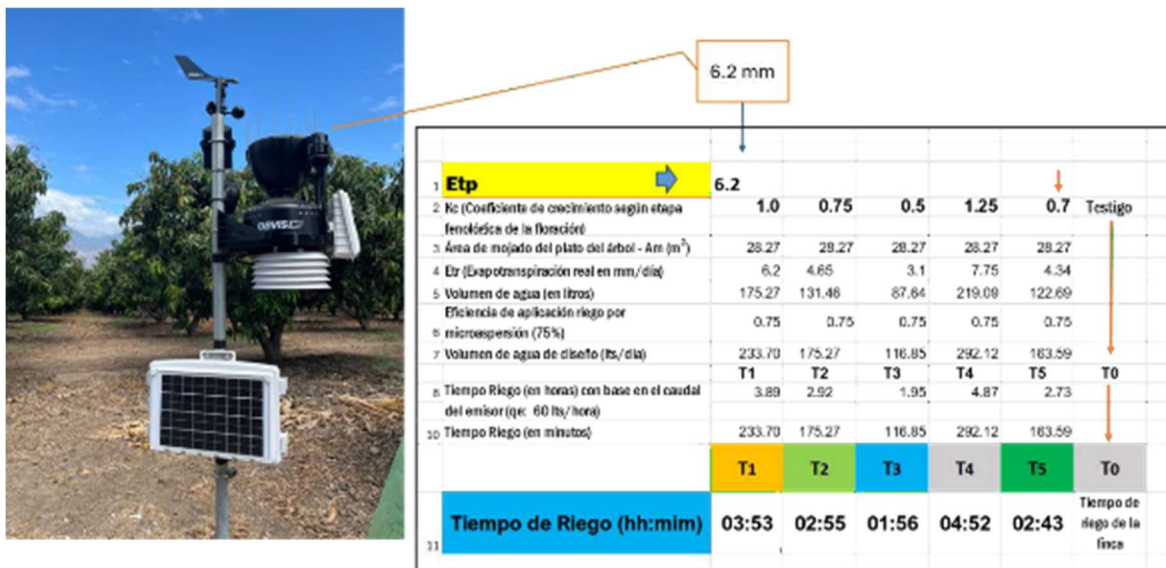 6.2 mm
DAVIS
1 Etp 6.2
2 Kc (Coeficiente de crecimiento según etapa 1.0 0.75 0.5 1.25 0.7 Testigo
fenológica de la floración)
3 Área de mojado del plato del árbol - Am (m²) 28.27 28.27 28.27 28.27 28.27
4 Etr (Evapotranspiración real en mm/día) 6.2 4.65 3.1 7.75 4.34
5 Volumen de agua (en litros) 175.27 131.46 87.64 219.09 122.69
Eficiencia de aplicación riego por
6 microaspersión (75%) 0.75 0.75 0.75 0.75 0.75
7 Volumen de agua de diseño (lts/día) 233.70 175.27 116.85 292.12 163.59
T1 T2 T3 T4 T5 T0
8 Tiempo Riego (en horas) con base en el caudal 3.89 2.92 1.95 4.87 2.73
del emisor (qe: 60 lts/hora)
10 Tiempo Riego (en minutos) 233.70 175.27 116.85 292.12 163.59
T1 T2 T3 T4 T5 T0
11 Tiempo de Riego (hh:mim) 03:53 02:55 01:56 04:52 02:43 Tiempo de
riego de la
finca